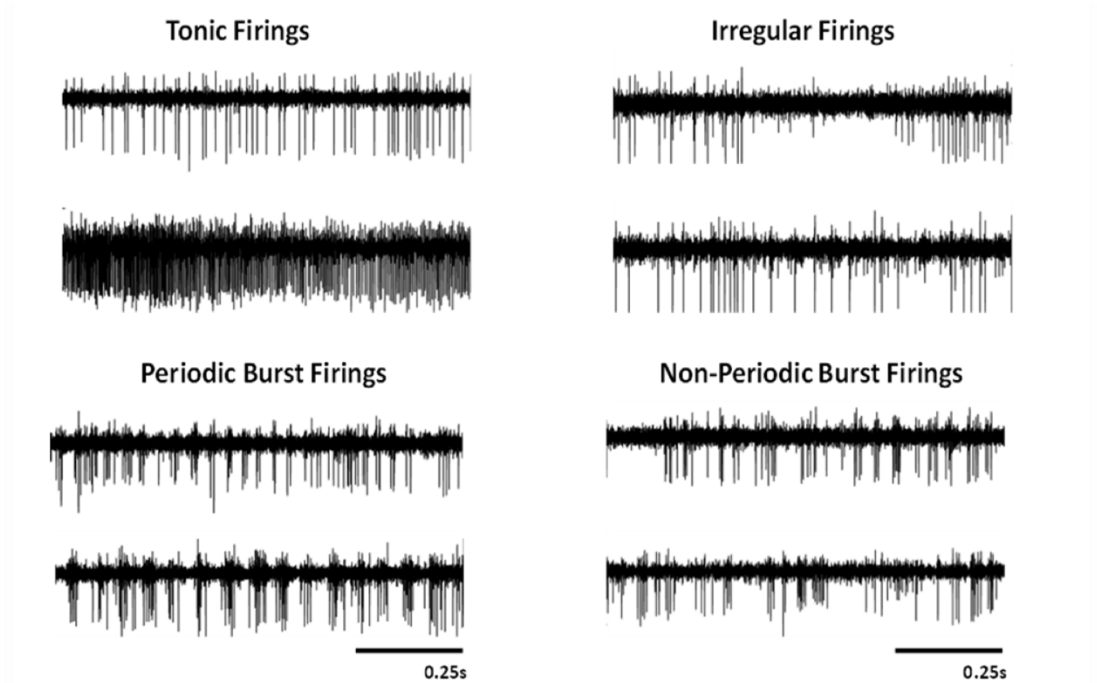 Tonic Firings
Irregular Firings
Periodic Burst Firings
Non-Periodic Burst Firings
0.25s
0.25s